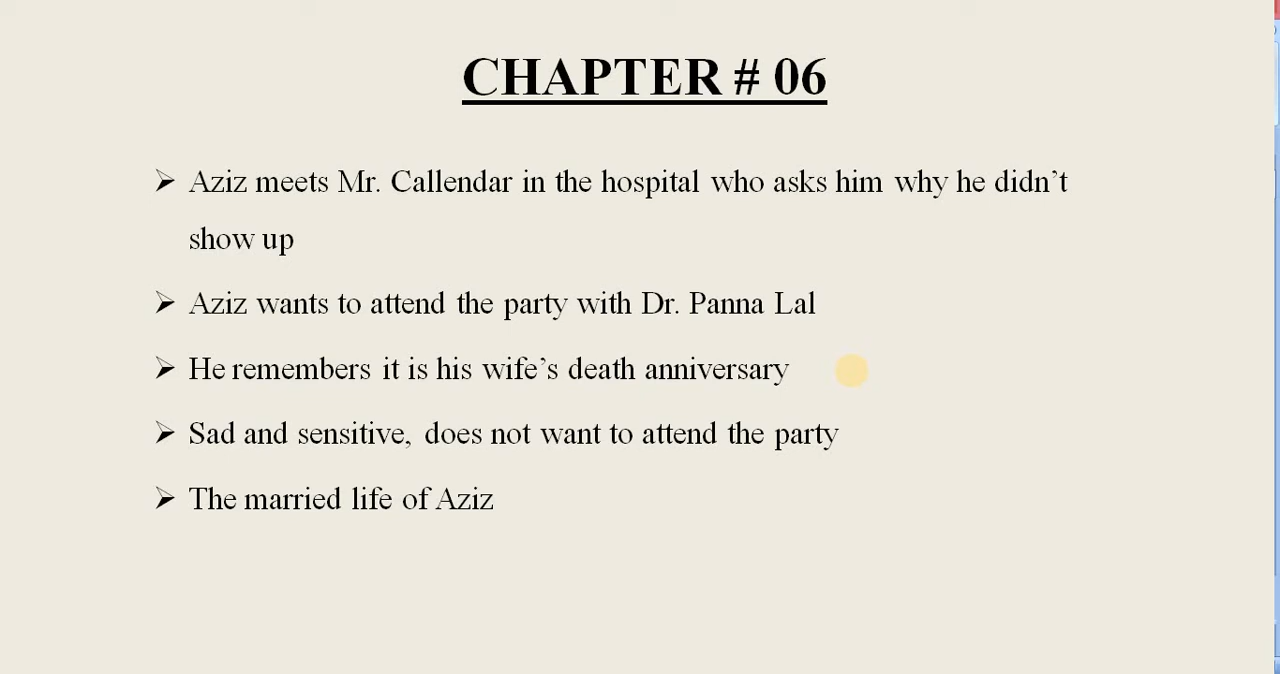 CHAPTER # 06
➢ Aziz meets Mr. Callendar in the hospital who asks him why he didn’t
show up
➢ Aziz wants to attend the party with Dr. Panna Lal
➢ He remembers it is his wife’s death anniversary
➢ Sad and sensitive, does not want to attend the party
➢ The married life of Aziz